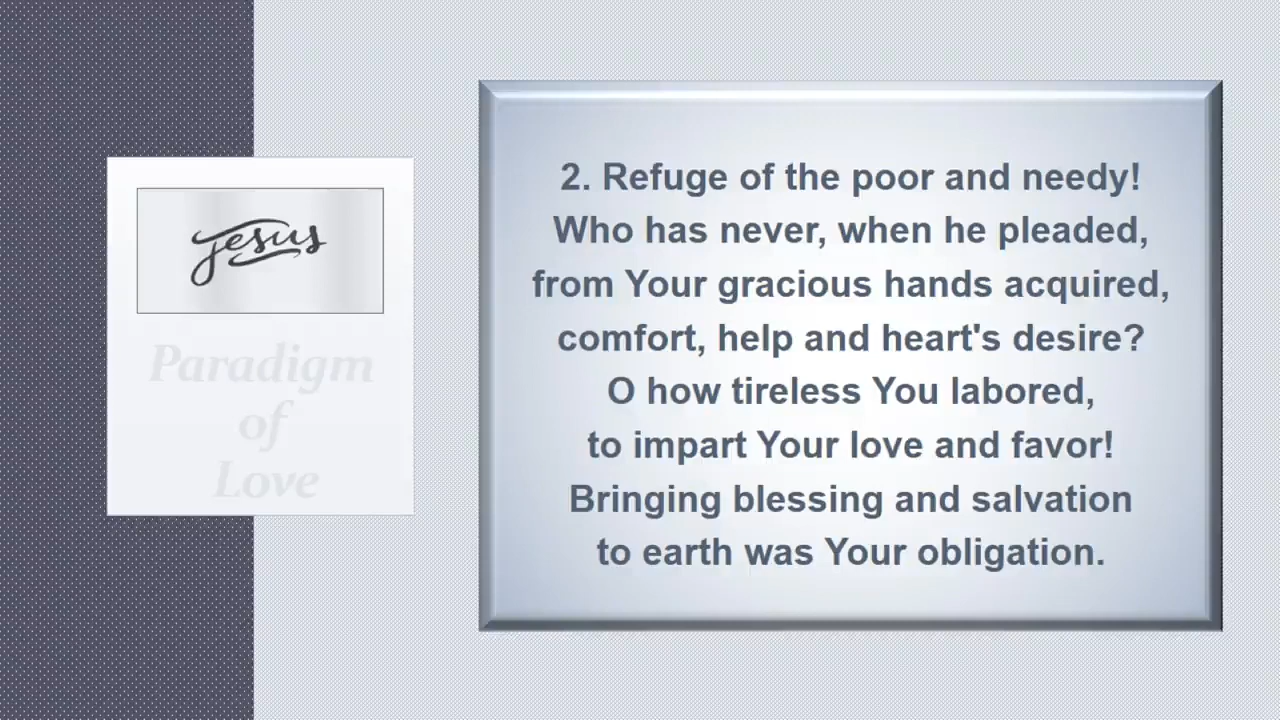 Jesus
Paradigm
of
Love
2. Refuge of the poor and needy!
Who has never, when he pleaded,
from Your gracious hands acquired,
comfort, help and heart's desire?
O how tireless You labored,
to impart Your love and favor!
Bringing blessing and salvation
to earth was Your obligation.